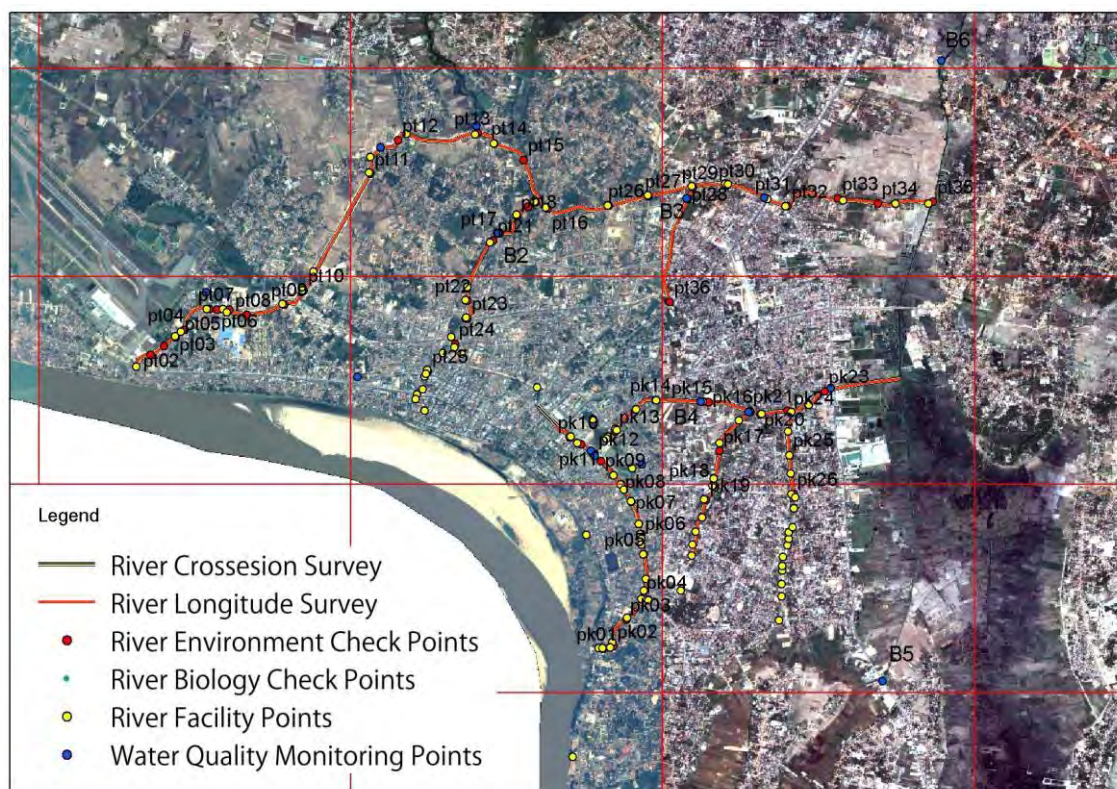 B6
pt12
pt13
pt14
pt15
pt11
pt26
pt27
pt29
pt30
pt28
pt31
pt32
pt33
pt34
pt35
B3
pt18
pt16
pt17
pt21
B2
pt10
pt22
pt23
pt36
pt07
pt08
pt09
pt04
pt05
pt06
pt03
pt24
pt02
pt25
pk14
pk15
pk23
pk13
B4
pk16
pk21
pk24
pk20
pk10
pk12
pk17
pk25
pk11
pk09
pk08
pk18
pk26
pk19
pk07
pk06
pk05
pk04
pk03
pk01
pk02
B5
Legend
River Crossesion Survey
River Longitude Survey
River Environment Check Points
River Biology Check Points
River Facility Points
Water Quality Monitoring Points